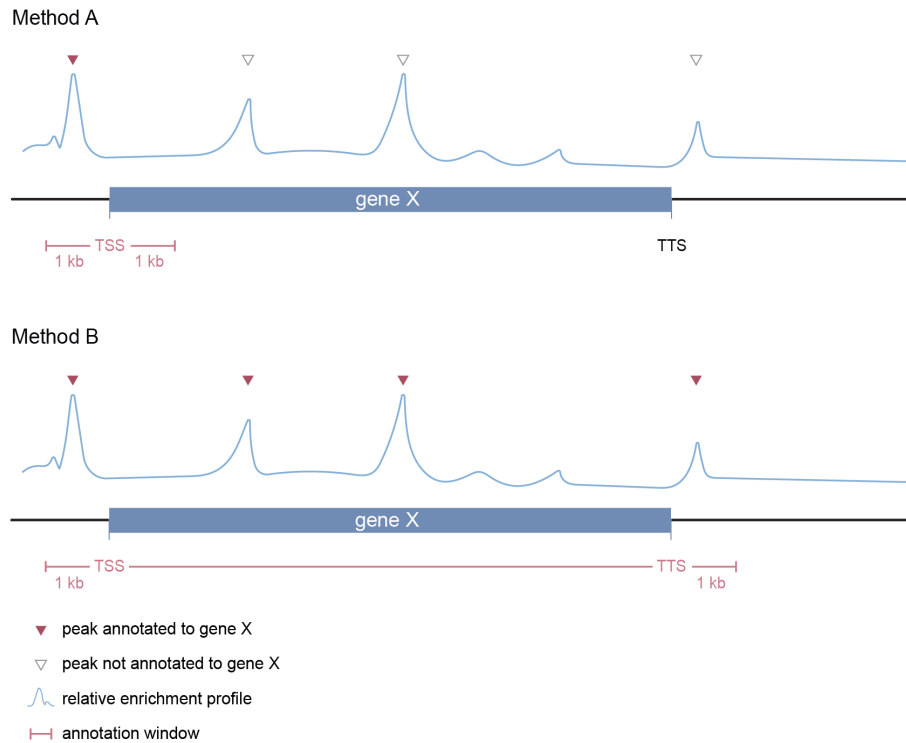 Method A
gene X
TSS TTS
1 kb 1 kb
Method B
gene X
TSS TTS
1 kb 1 kb
peak annotated to gene X
peak not annotated to gene X
relative enrichment profile
annotation window